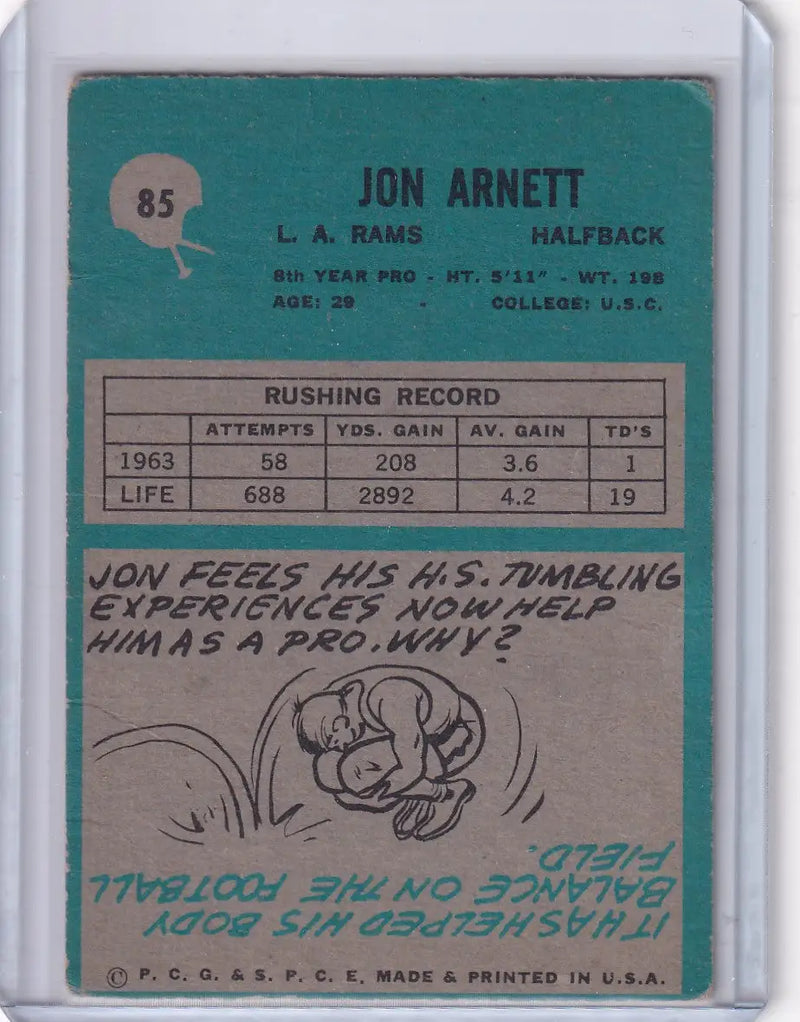 85
JON ARNETT
L. A. RAMS HALFBACK
8th YEAR PRO - HT. 5'11" - WT. 198
AGE: 29 - COLLEGE: U.S.C.
RUSHING RECORD
ATTEMPTS YDS. GAIN AV. GAIN TD'S
1963 58 208 3.6 1
LIFE 688 2892 4.2 19
JON FEELS HIS H.S. TUMBLING
EXPERIENCES NOW HELP
HIM AS A PRO. WHY?
IT HAS HELPED HIS BODY
BALANCE ON THE FOOTBALL
FIELD.
© P. C. G. & S. P. C. E. MADE & PRINTED IN U.S.A.